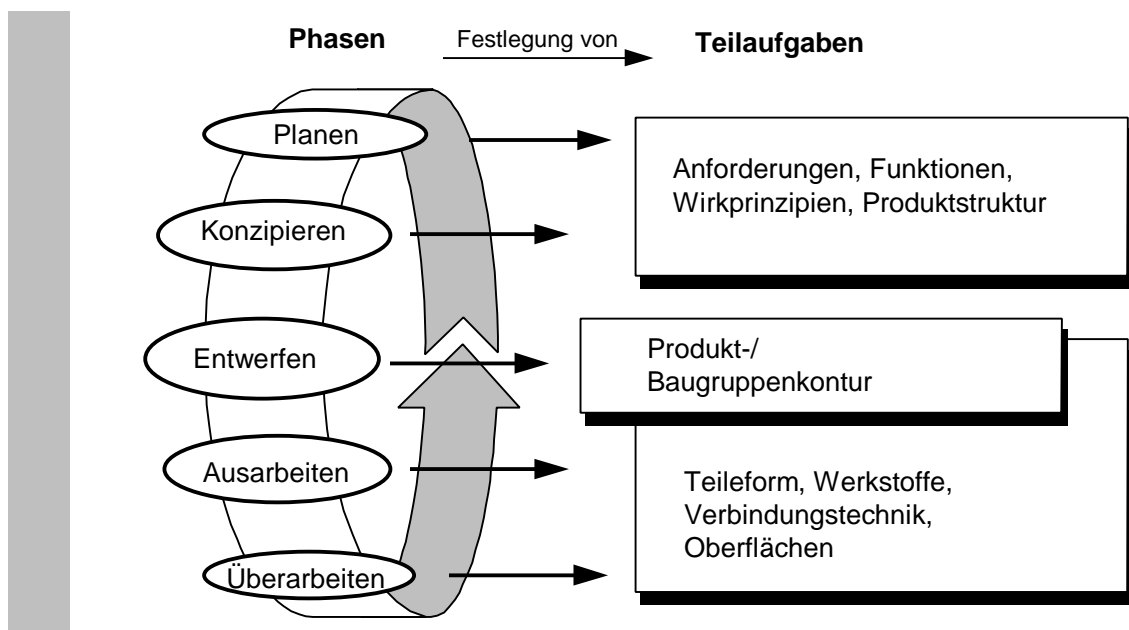 Phasen
Festlegung von
Teilaufgaben
Planen
Anforderungen, Funktionen,
Wirkprinzipien, Produktstruktur
Konzipieren
Entwerfen
Produkt-/
Baugruppenkontur
Ausarbeiten
Teileform, Werkstoffe,
Verbindungstechnik,
Oberflächen
Überarbeiten